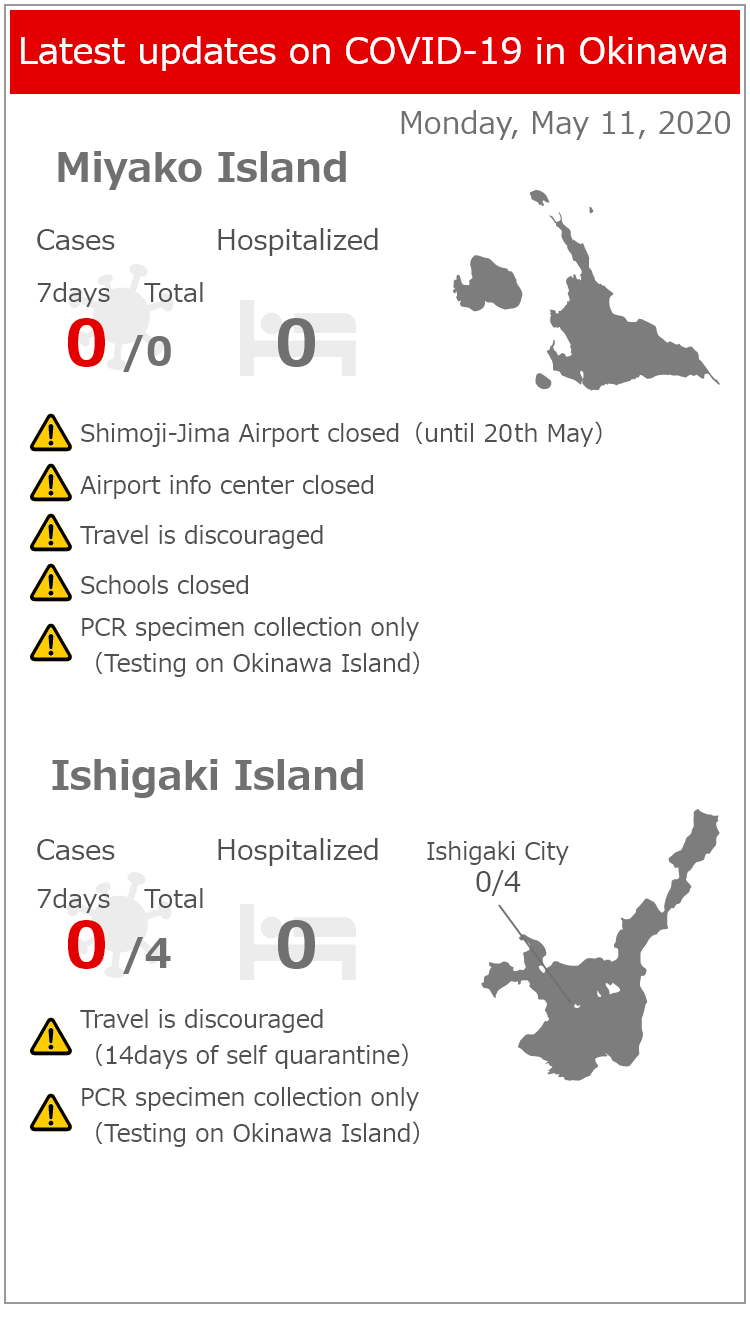 Latest updates on COVID-19 in Okinawa
Monday, May 11, 2020
Miyako Island
Cases
Hospitalized
7days Total
0 /0
0
Shimoji-Jima Airport closed（until 20th May）
Airport info center closed
Travel is discouraged
Schools closed
PCR specimen collection only
（Testing on Okinawa Island）
Ishigaki Island
Cases
Hospitalized
Ishigaki City
0/4
7days Total
0 /4
0
Travel is discouraged
（14days of self quarantine）
PCR specimen collection only
（Testing on Okinawa Island）